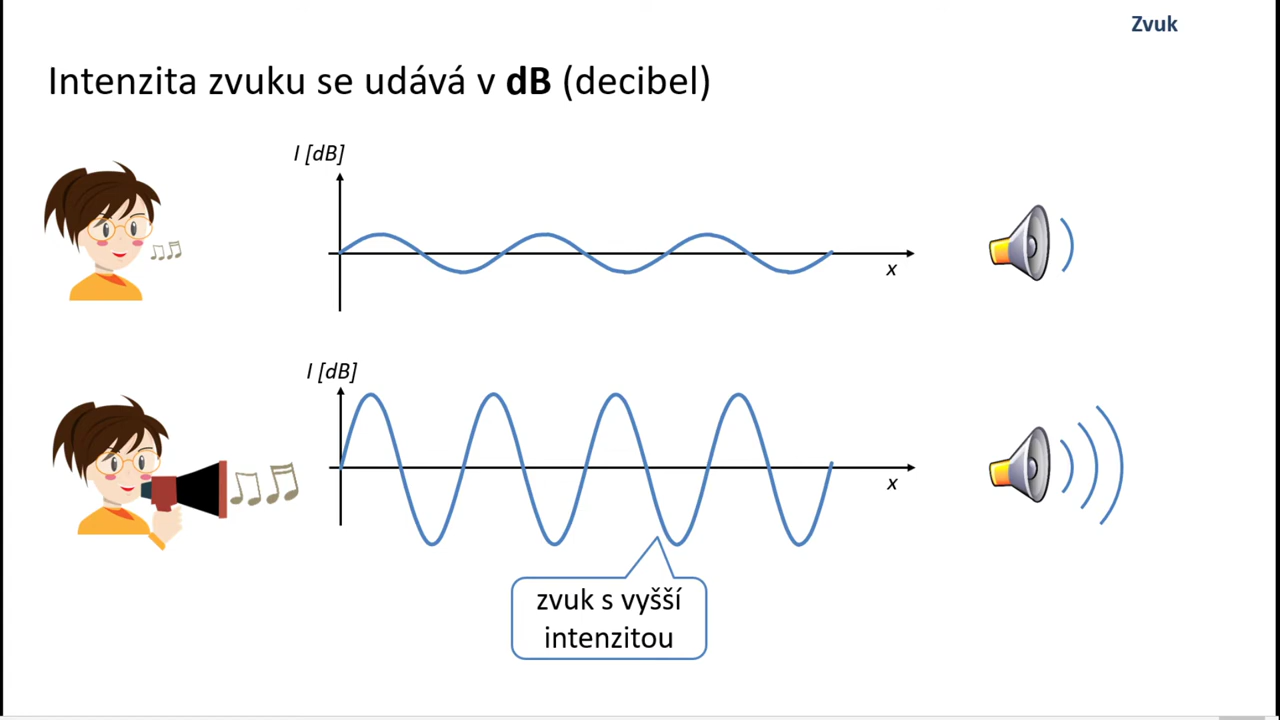 Zvuk
Intenzita zvuku se udává v dB (decibel)
I [dB]
x
I [dB]
x
zvuk s vyšší
intenzitou